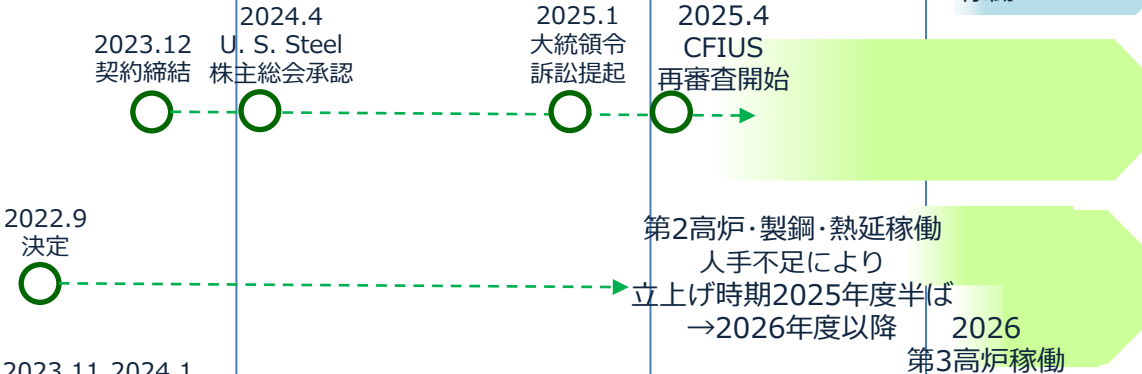 2024.4
U. S. Steel
株主総会承認
2023.12
契約締結
2025.1
大統領令
訴訟提起
2025.4
CFIUS
再審査開始
2022.9
決定
第2高炉・製鋼・熱延稼働
人手不足により
立上げ時期2025年度半ば
→2026年度以降
2026
第3高炉稼働
2023.11 2024.1